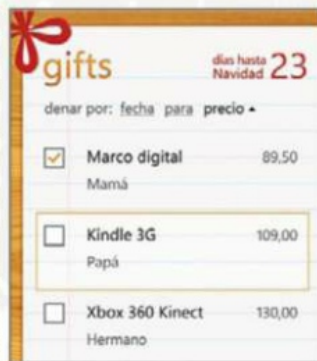 gifts
días hasta
Navidad 23
denar por: fecha para precio
Marco digital 89,50
Mamá
Kindle 3G 109,00
Papá
Xbox 360 Kinect 130,00
Hermano